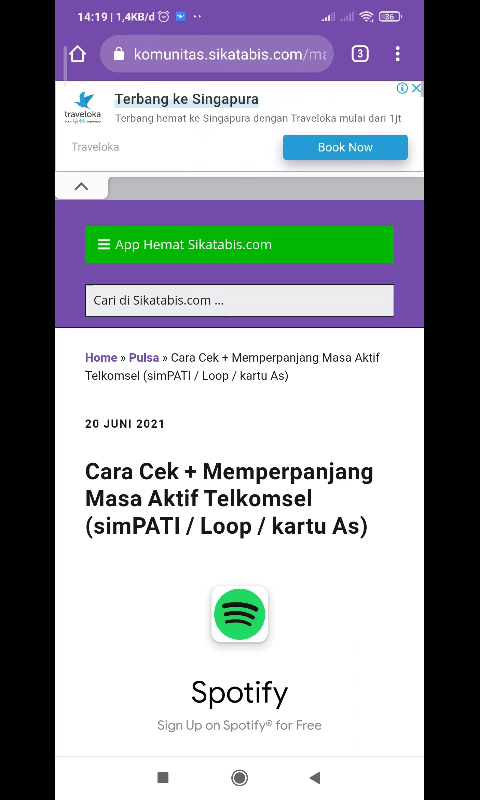 14:19 | 1,4KB/d
86
komunitas.sikatabis.com/ma
3
Terbang ke Singapura
traveloka
Terbang hemat ke Singapura dengan Traveloka mulai dari 1jt
Traveloka
Book Now
App Hemat Sikatabis.com
Cari di Sikatabis.com ...
Home » Pulsa » Cara Cek + Memperpanjang Masa Aktif
Telkomsel (simPATI / Loop / kartu As)
20 JUNI 2021
Cara Cek + Memperpanjang
Masa Aktif Telkomsel
(simPATI / Loop / kartu As)
Spotify
Sign Up on Spotify® for Free